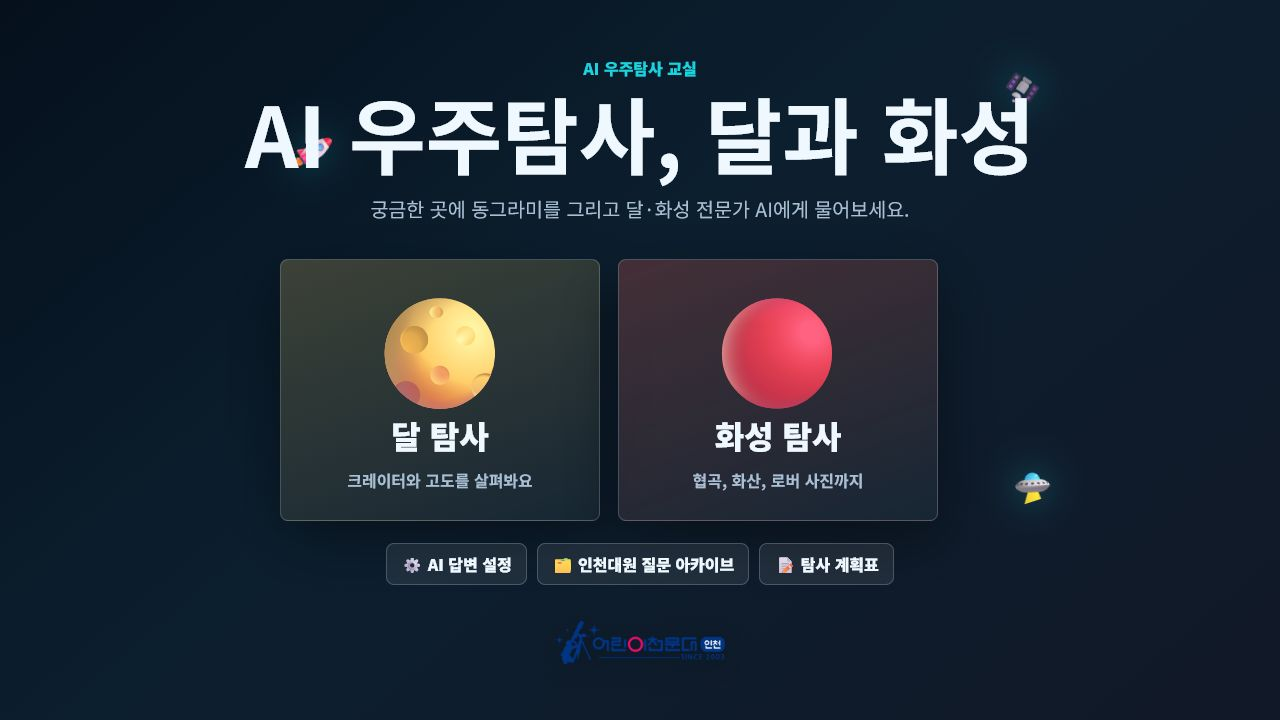 AI 우주탐사 교실
AI 우주탐사, 달과 화성
궁금한 곳에 동그라미를 그리고 달·화성 전문가 AI에게 물어보세요.
달 탐사
크레이터와 고도를 살펴봐요
화성 탐사
협곡, 화산, 로버 사진까지
AI 답변 설정
인천대원 질문 아카이브
탐사 계획표
어린이천문대 인천
SINCE 2003